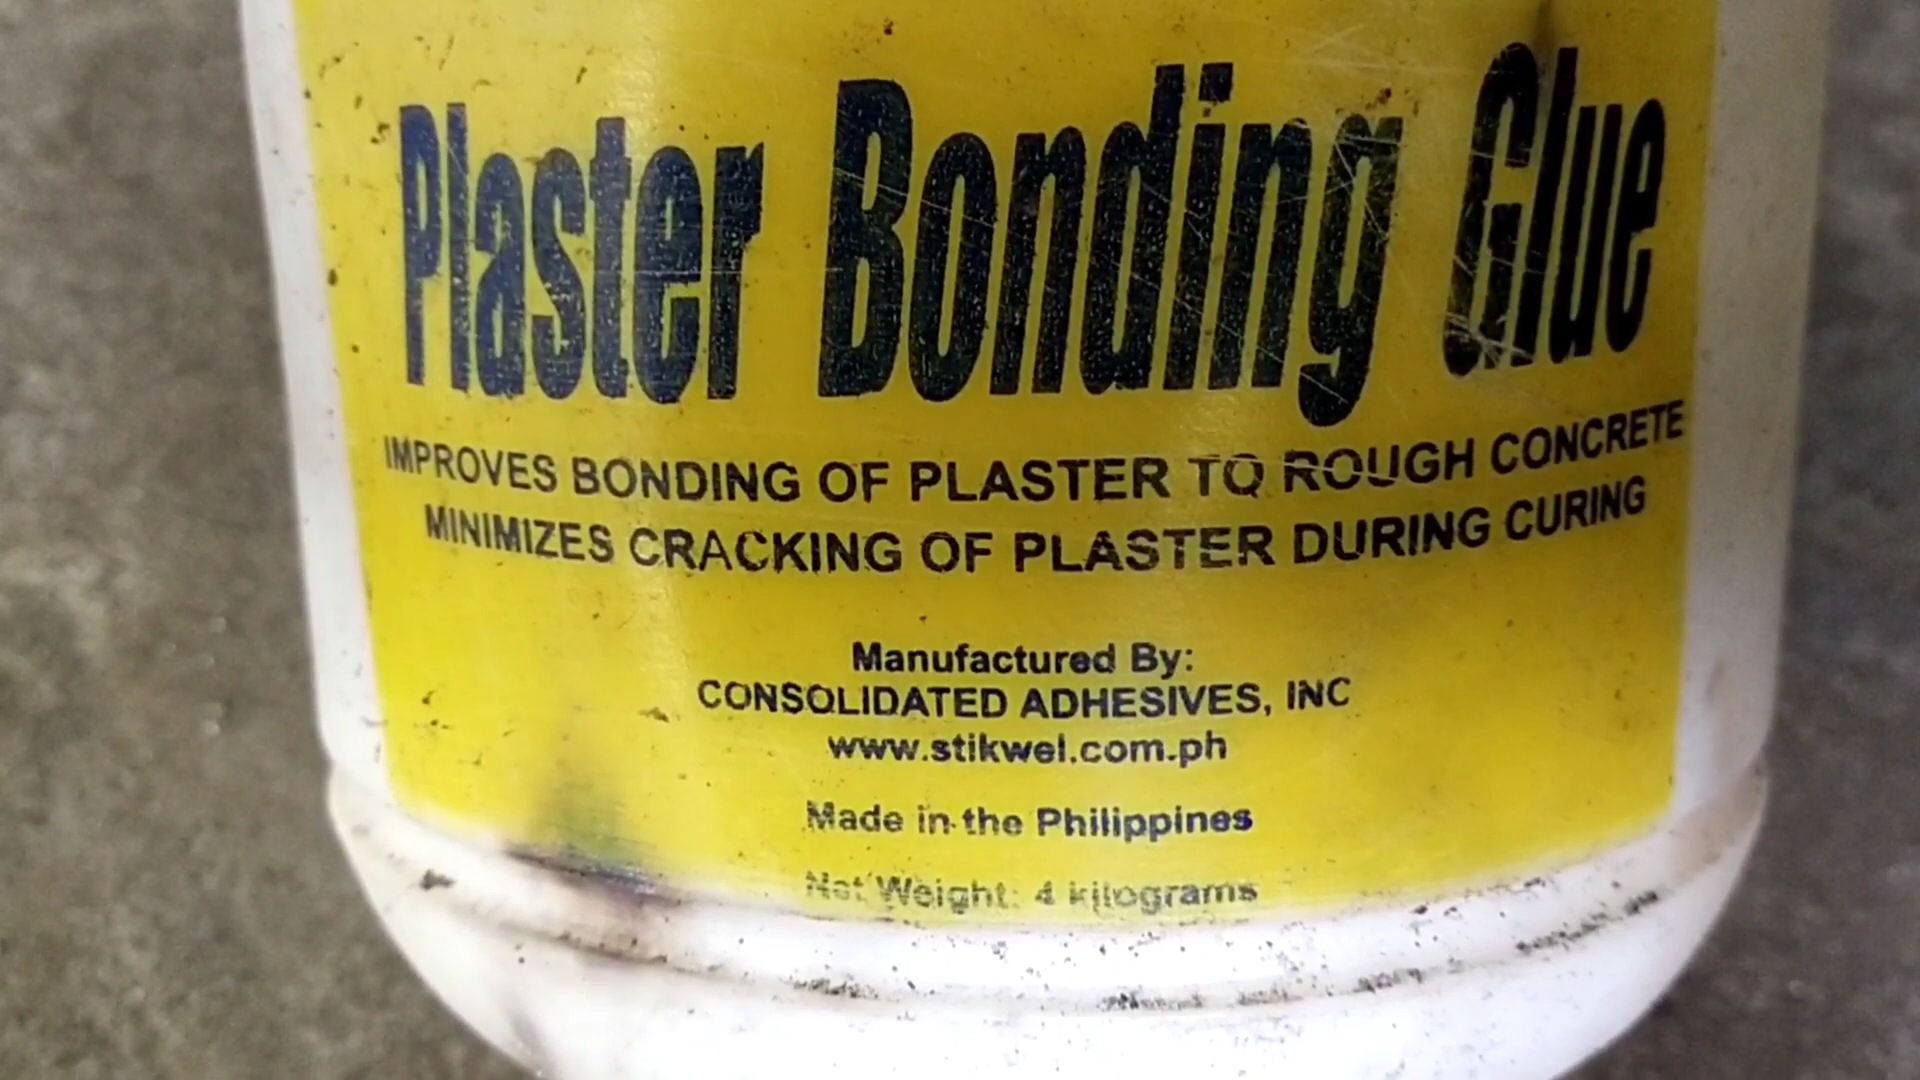 Plaster Bonding Glue
IMPROVES BONDING OF PLASTER TO ROUGH CONCRETE
MINIMIZES CRACKING OF PLASTER DURING CURING
Manufactured By:
CONSOLIDATED ADHESIVES, INC
www.stikwel.com.ph
Made in the Philippines
Net Weight: 4 kilograms